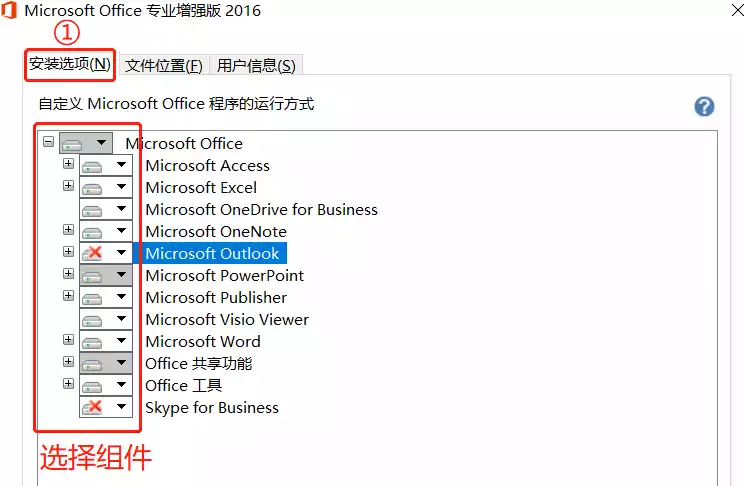 Microsoft Office 专业增强版 2016
①
安装选项(N) 文件位置(F) 用户信息(S)
自定义 Microsoft Office 程序的运行方式
Microsoft Office
Microsoft Access
Microsoft Excel
Microsoft OneDrive for Business
Microsoft OneNote
Microsoft Outlook
Microsoft PowerPoint
Microsoft Publisher
Microsoft Visio Viewer
Microsoft Word
Office 共享功能
Office 工具
Skype for Business
选择组件